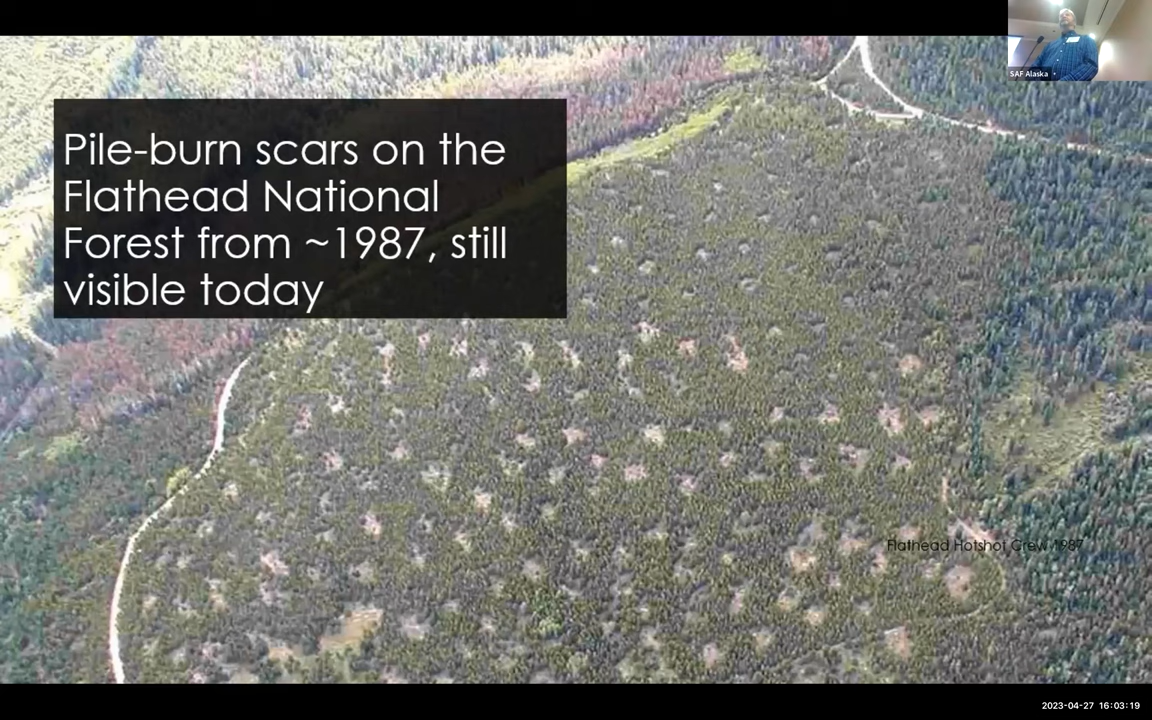 SAF Alaska
Pile-burn scars on the
Flathead National
Forest from ~1987, still
visible today
Flathead Hotshot Crew 1987
2023-04-27 16:03:19